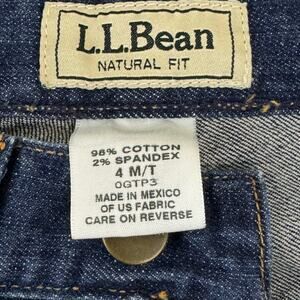 L.L.Bean
NATURAL FIT
98% COTTON
2% SPANDEX
4 M/T
0GTP3
MADE IN MEXICO
OF US FABRIC
CARE ON REVERSE